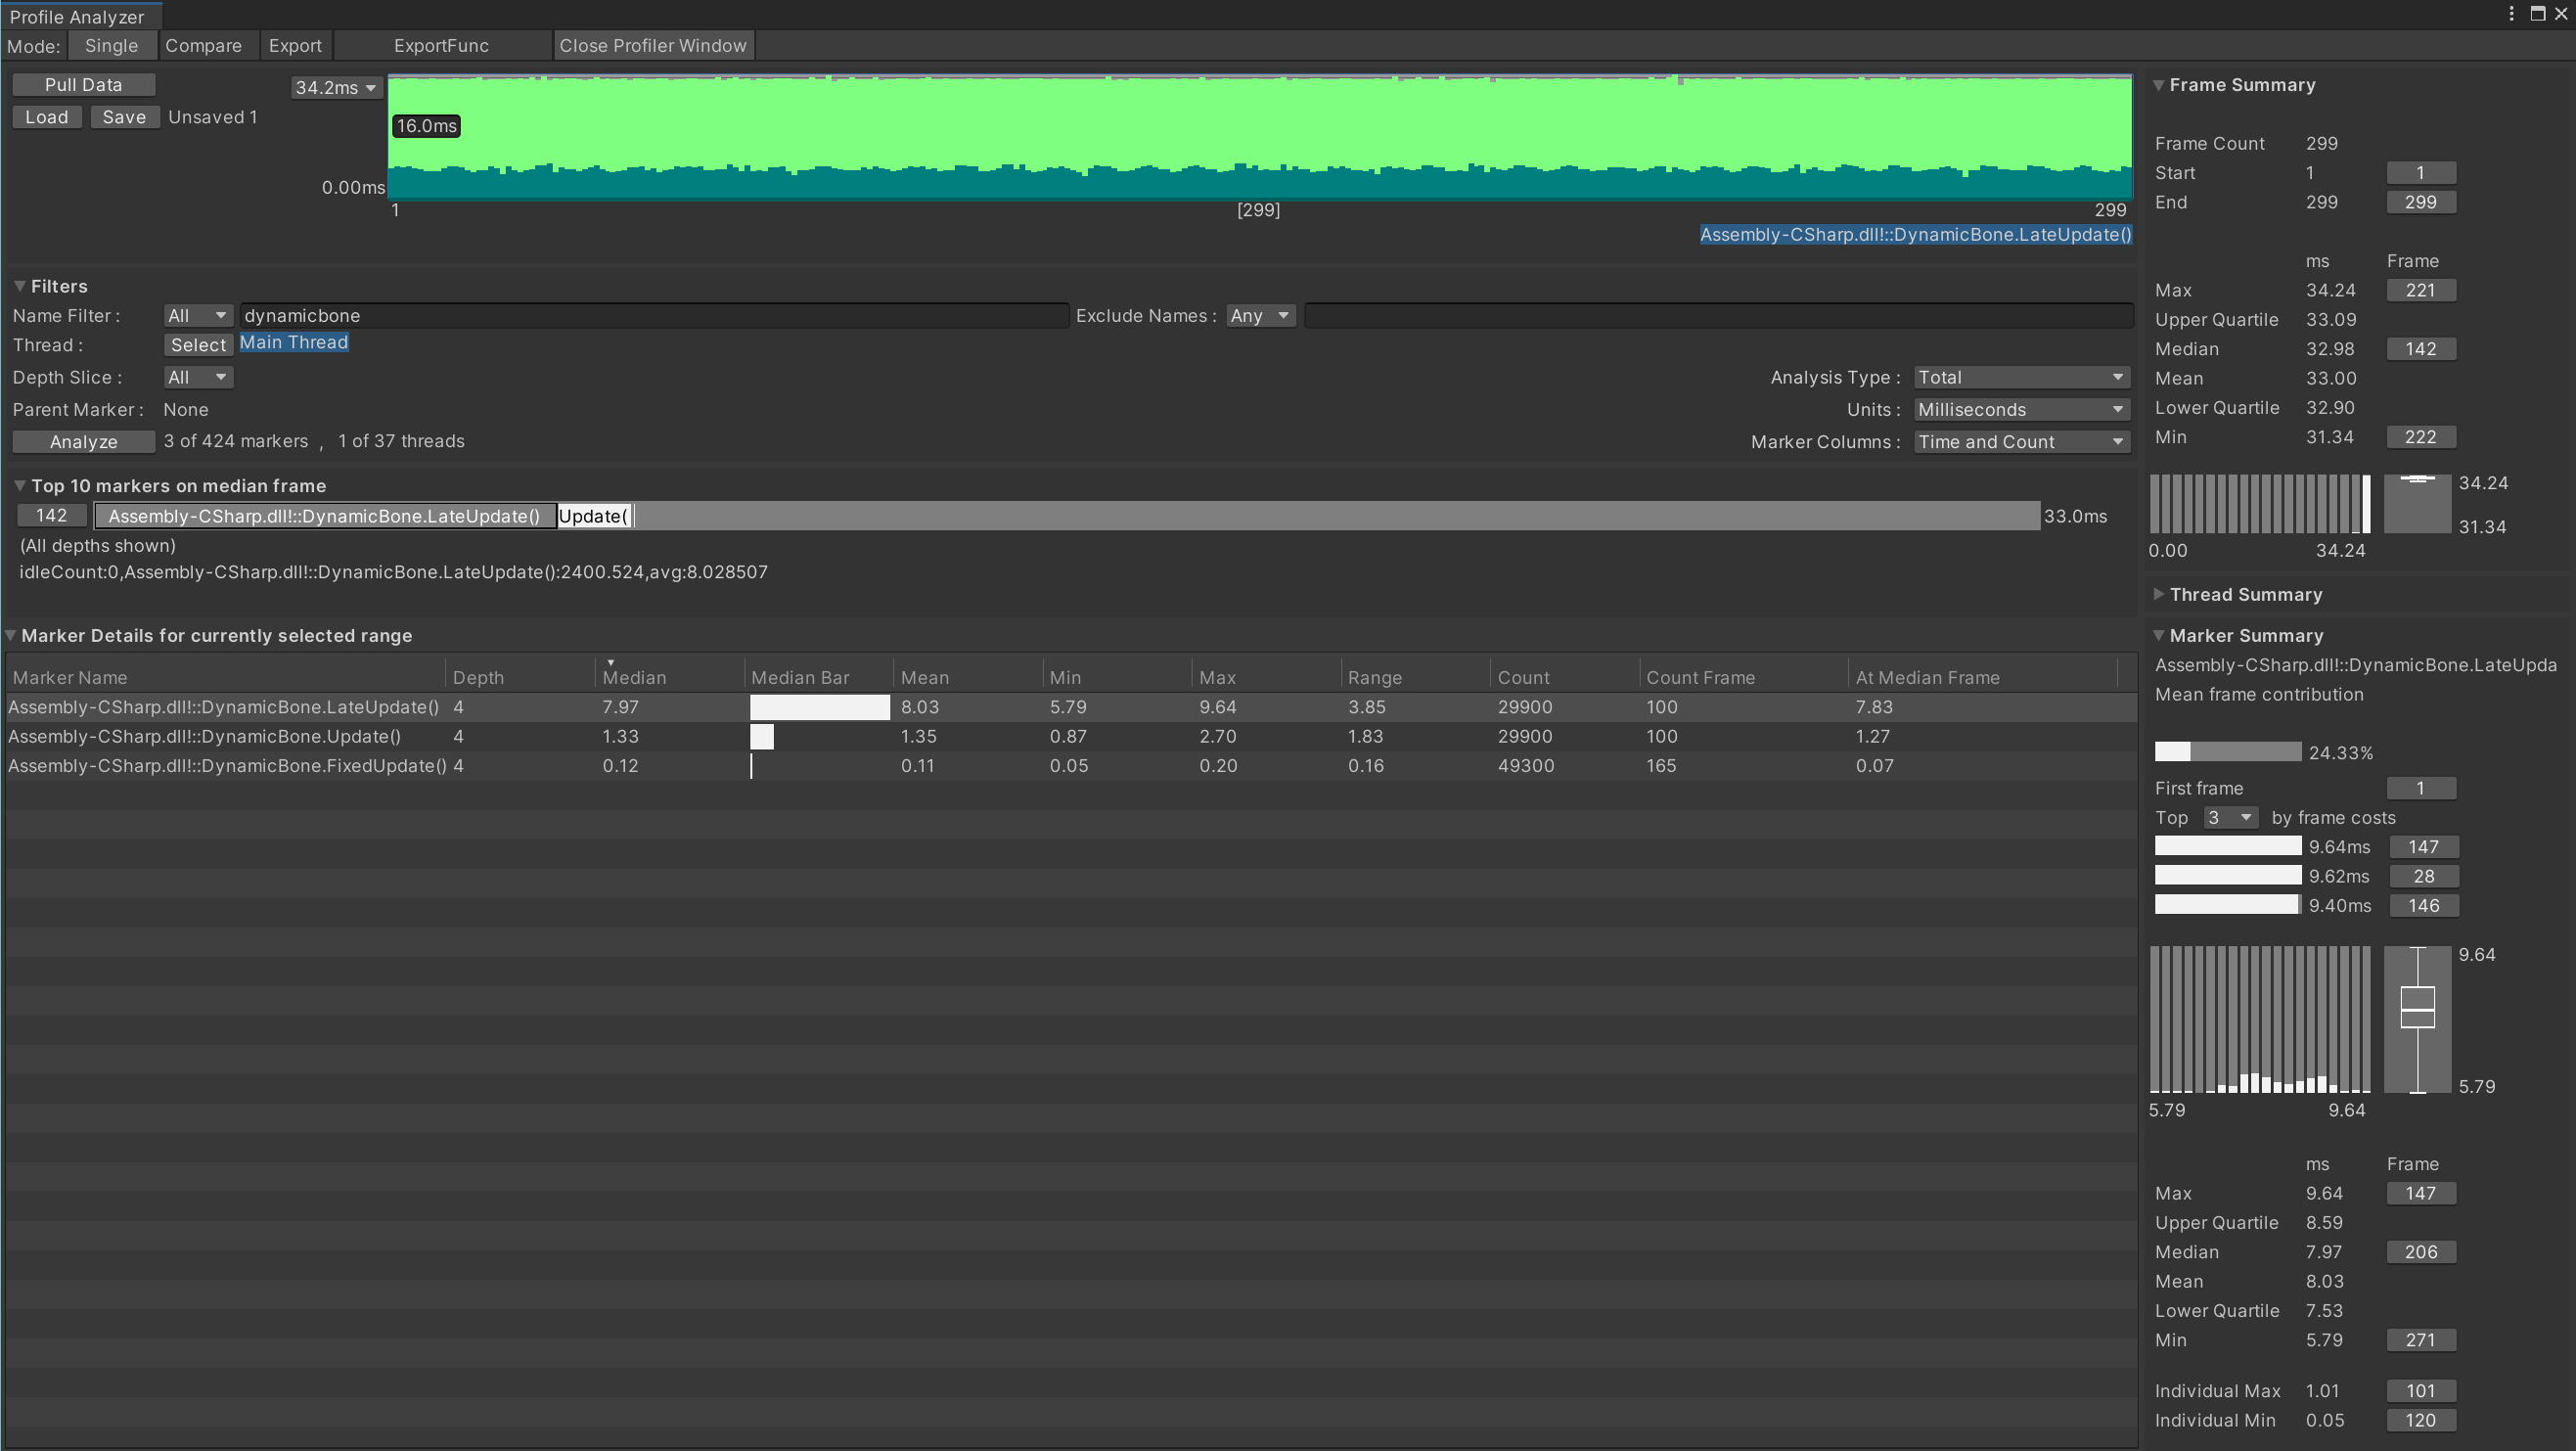 Profile Analyzer
Mode: Single Compare Export ExportFunc Close Profiler Window
Pull Data
Load Save Unsaved 1
34.2ms
16.0ms
0.00ms
1 [299] 299
Assembly-CSharp.dll!::DynamicBone.LateUpdate()
Filters
Name Filter : All dynamicbone Exclude Names : Any
Thread : Select Main Thread
Depth Slice : All Analysis Type : Total
Parent Marker : None Units : Milliseconds
Analyze 3 of 424 markers , 1 of 37 threads Marker Columns : Time and Count
Top 10 markers on median frame
142 Assembly-CSharp.dll!::DynamicBone.LateUpdate() Update( 33.0ms
(All depths shown)
idleCount:0,Assembly-CSharp.dll!::DynamicBone.LateUpdate():2400.524,avg:8.028507
Marker Details for currently selected range
Marker Name Depth Median Median Bar Mean Min Max Range Count Count Frame At Median Frame
Assembly-CSharp.dll!::DynamicBone.LateUpdate() 4 7.97 8.03 5.79 9.64 3.85 29900 100 7.83
Assembly-CSharp.dll!::DynamicBone.Update() 4 1.33 1.35 0.87 2.70 1.83 29900 100 1.27
Assembly-CSharp.dll!::DynamicBone.FixedUpdate() 4 0.12 0.11 0.05 0.20 0.16 49300 165 0.07
Frame Summary
Frame Count 299
Start 1 1
End 299 299
ms Frame
Max 34.24 221
Upper Quartile 33.09
Median 32.98 142
Mean 33.00
Lower Quartile 32.90
Min 31.34 222
34.24
31.34
0.00 34.24
Thread Summary
Marker Summary
Assembly-CSharp.dll!::DynamicBone.LateUpda
Mean frame contribution
24.33%
First frame 1
Top 3 by frame costs
9.64ms 147
9.62ms 28
9.40ms 146
9.64
5.79
5.79 9.64
ms Frame
Max 9.64 147
Upper Quartile 8.59
Median 7.97 206
Mean 8.03
Lower Quartile 7.53
Min 5.79 271
Individual Max 1.01 101
Individual Min 0.05 120